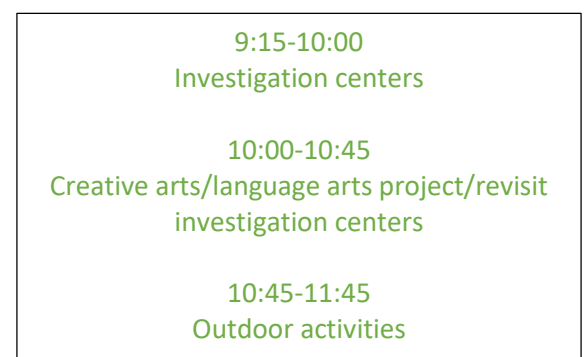 9:15-10:00
Investigation centers
10:00-10:45
Creative arts/language arts project/revisit
investigation centers
10:45-11:45
Outdoor activities